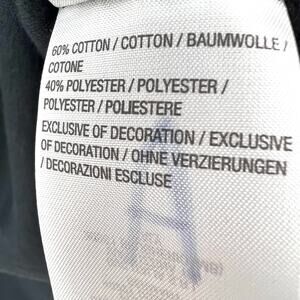 60% COTTON / COTTON / BAUMWOLLE /
COTONE
40% POLYESTER / POLYESTER /
POLYESTER / POLIESTERE
EXCLUSIVE OF DECORATION / EXCLUSIVE
OF DECORATION / OHNE VERZIERUNGEN
/ DECORAZIONI ESCLUSE